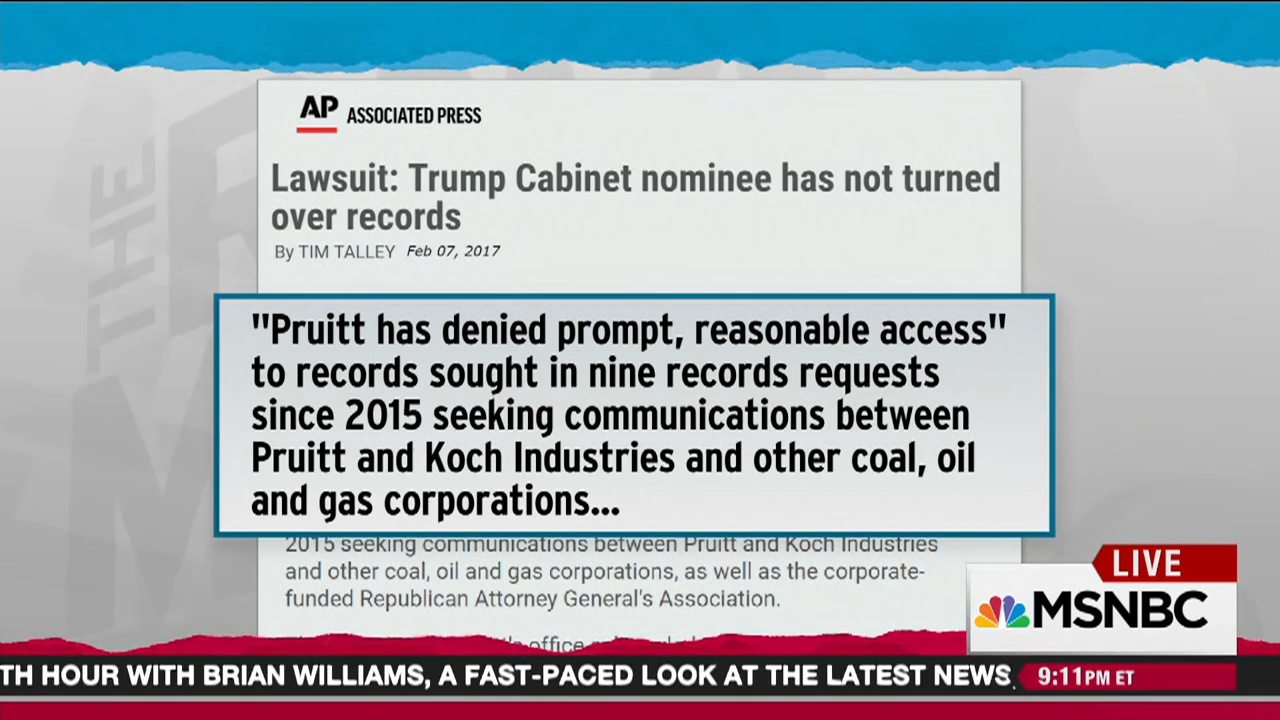 THE
AP ASSOCIATED PRESS
Lawsuit: Trump Cabinet nominee has not turned
over records
By TIM TALLEY Feb 07, 2017
"Pruitt has denied prompt, reasonable access"
to records sought in nine records requests
since 2015 seeking communications between
Pruitt and Koch Industries and other coal, oil
and gas corporations...
2015 seeking communications between Pruitt and Koch Industries
and other coal, oil and gas corporations, as well as the corporate-
funded Republican Attorney General's Association.
office
LIVE
MSNBC
TH HOUR WITH BRIAN WILLIAMS, A FAST-PACED LOOK AT THE LATEST NEWS
9:11PM ET